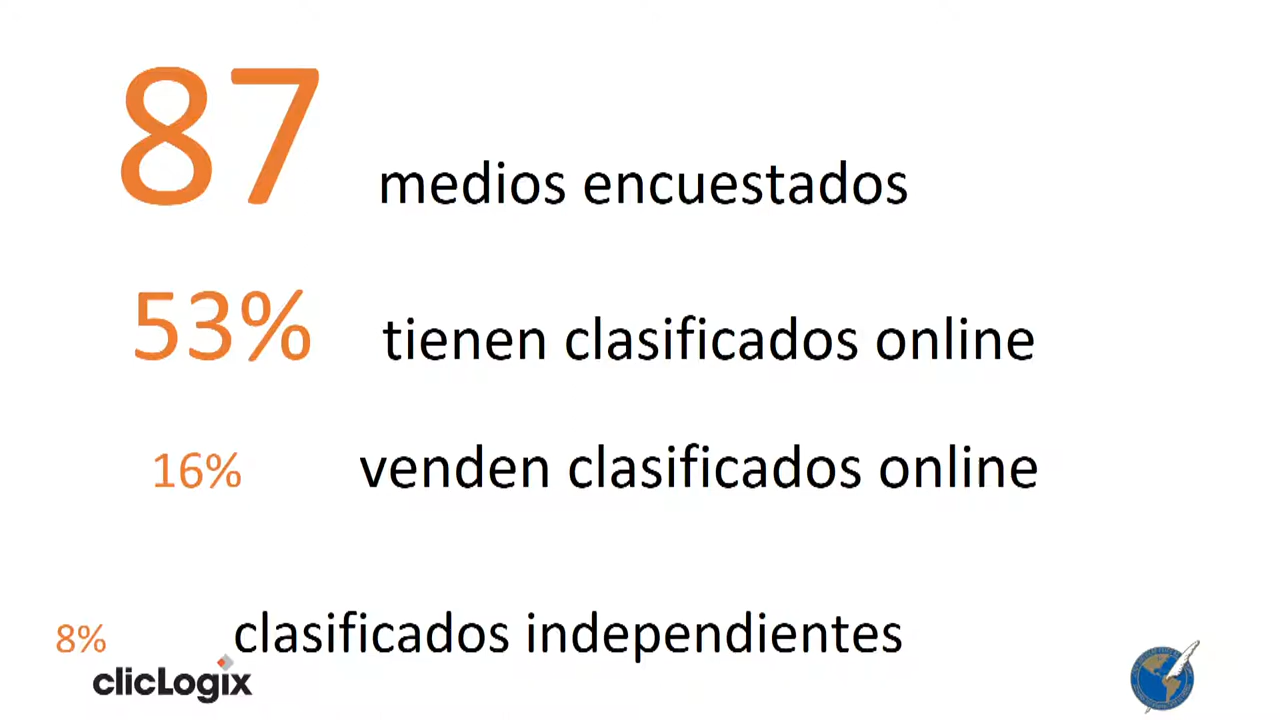 87 medios encuestados
53% tienen clasificados online
16% venden clasificados online
8% clasificados independientes
clicLogix